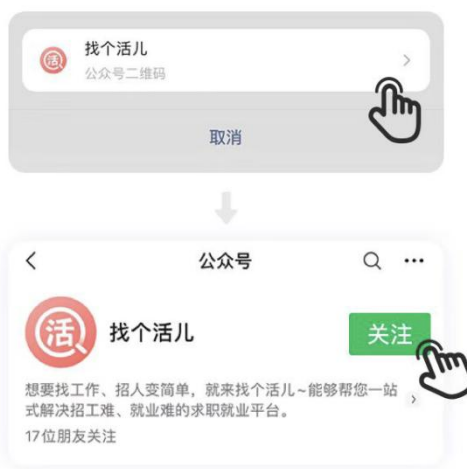 找个活儿
公众号二维码
取消
公众号
找个活儿
关注
想要找工作、招人变简单，就来找个活儿~能够帮您一站
式解决招工难、就业难的求职就业平台。
17位朋友关注